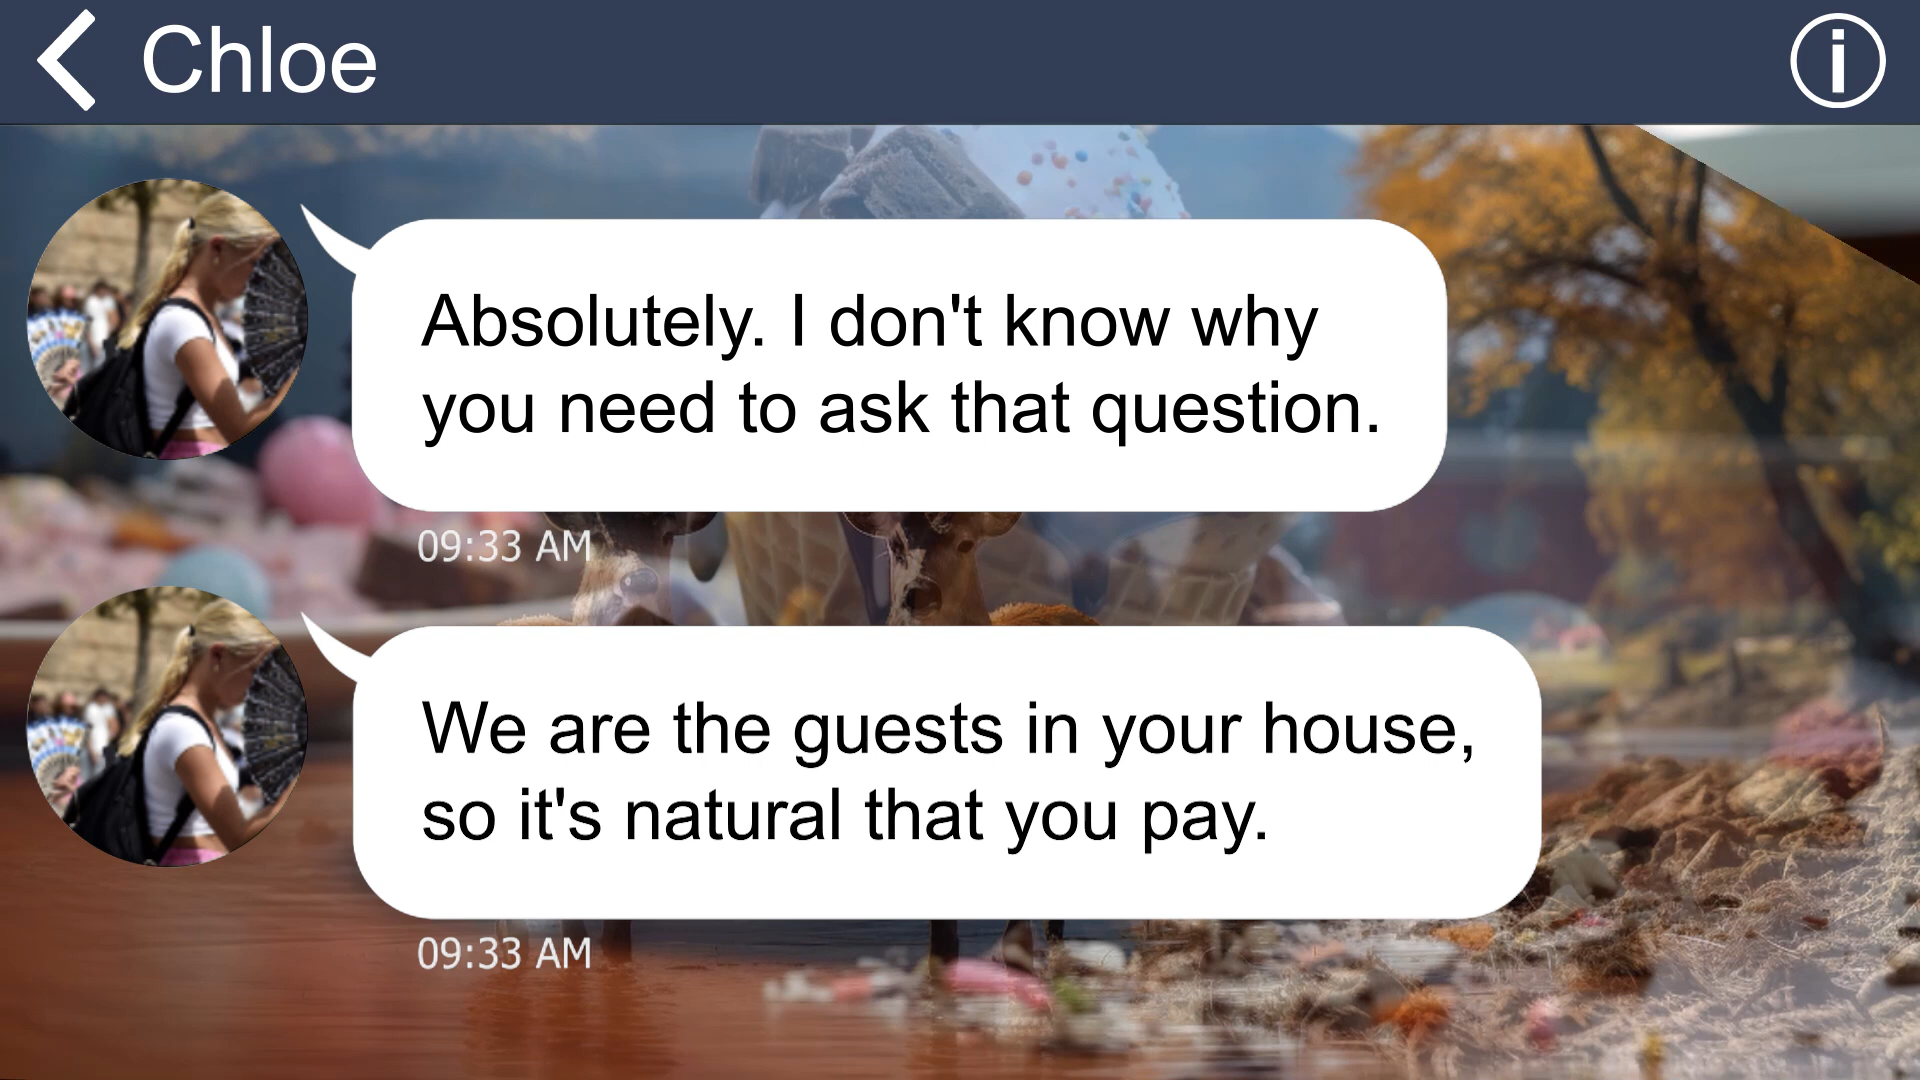 Chloe
Absolutely. I don't know why
you need to ask that question.
09:33 AM
We are the guests in your house,
so it's natural that you pay.
09:33 AM